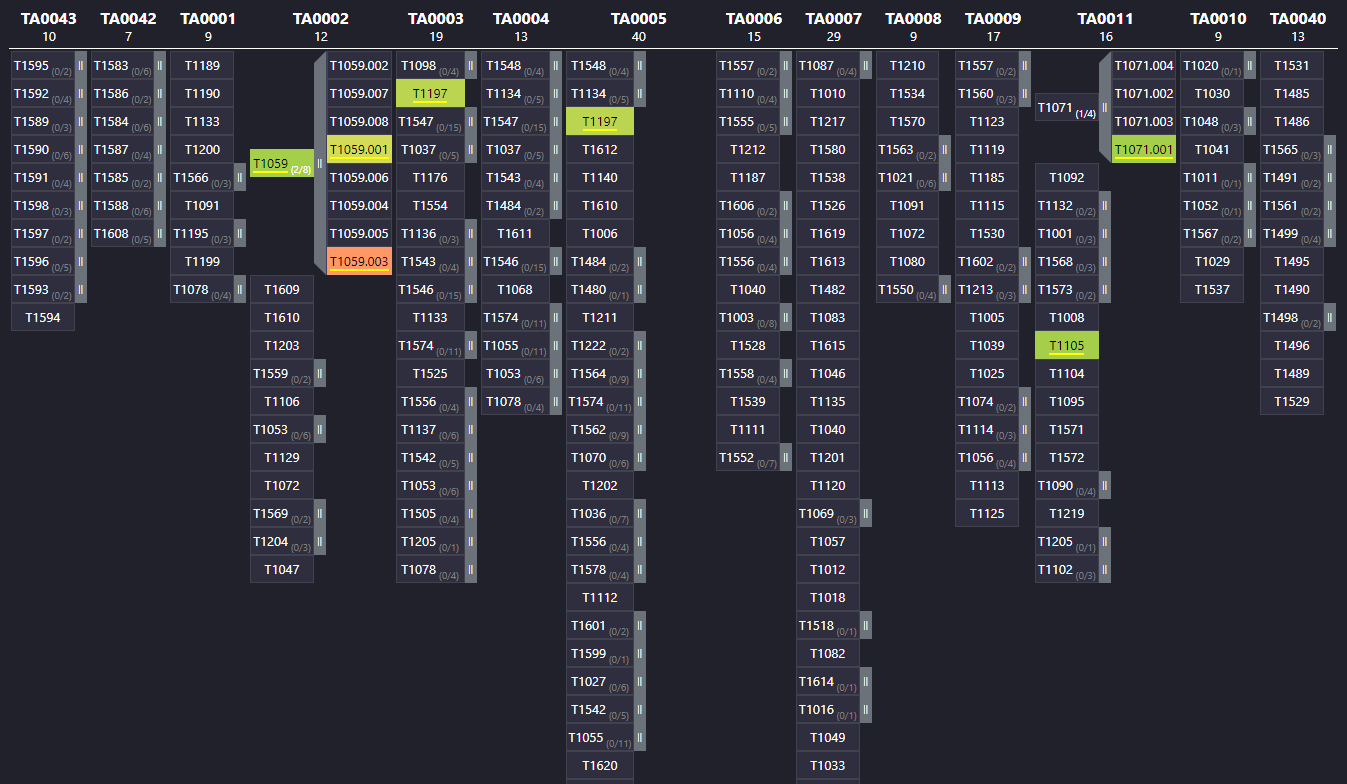 TA0043 TA0042 TA0001 TA0002 TA0003 TA0004 TA0005 TA0006 TA0007 TA0008 TA0009 TA0011 TA0010 TA0040
10 7 9 12 19 13 40 15 29 9 17 16 9 13
T1595 (0/2) || T1583 (0/6) || T1189 T1059.002 T1098 (0/4) || T1548 (0/4) || T1548 (0/4) || T1557 (0/2) || T1087 (0/4) || T1210 T1557 (0/2) || T1071.004 T1020 (0/1) || T1531
T1592 (0/4) || T1586 (0/2) || T1190 T1059.007 T1197 T1134 (0/5) || T1134 (0/5) || T1110 (0/4) || T1010 T1534 T1560 (0/3) || T1071 (1/4) || T1071.002 T1030 T1485
T1589 (0/3) || T1584 (0/6) || T1133 T1059.008 T1547 (0/15) || T1547 (0/15) || T1197 T1555 (0/5) || T1217 T1570 T1123 T1071.003 T1048 (0/3) || T1486
T1590 (0/6) || T1587 (0/4) || T1200 T1059 (2/8) || T1059.001 T1037 (0/5) || T1037 (0/5) || T1612 T1212 T1580 T1563 (0/2) || T1119 T1071.001 T1041 T1565 (0/3) ||
T1591 (0/4) || T1585 (0/2) || T1566 (0/3) || T1059.006 T1176 T1543 (0/4) || T1140 T1187 T1538 T1021 (0/6) || T1185 T1092 T1011 (0/1) || T1491 (0/2) ||
T1598 (0/3) || T1588 (0/6) || T1091 T1059.004 T1554 T1484 (0/2) || T1610 T1606 (0/2) || T1526 T1091 T1115 T1132 (0/2) || T1052 (0/1) || T1561 (0/2) ||
T1597 (0/2) || T1608 (0/5) || T1195 (0/3) || T1059.005 T1136 (0/3) || T1611 T1006 T1056 (0/4) || T1619 T1072 T1530 T1001 (0/3) || T1567 (0/2) || T1499 (0/4) ||
T1596 (0/5) || T1199 T1059.003 T1543 (0/4) || T1546 (0/15) || T1484 (0/2) || T1556 (0/4) || T1613 T1080 T1602 (0/2) || T1568 (0/3) || T1029 T1495
T1593 (0/2) || T1078 (0/4) || T1609 T1546 (0/15) || T1068 T1480 (0/1) || T1040 T1482 T1550 (0/4) || T1213 (0/3) || T1573 (0/2) || T1537 T1490
T1594 T1610 T1133 T1574 (0/11) || T1211 T1003 (0/8) || T1083 T1005 T1008 T1498 (0/2) ||
T1203 T1574 (0/11) || T1055 (0/11) || T1222 (0/2) || T1528 T1615 T1039 T1105 T1496
T1559 (0/2) || T1525 T1053 (0/6) || T1564 (0/9) || T1558 (0/4) || T1046 T1025 T1104 T1489
T1106 T1556 (0/4) || T1078 (0/4) || T1574 (0/11) || T1539 T1135 T1074 (0/2) || T1095 T1529
T1053 (0/6) || T1137 (0/6) || T1562 (0/9) || T1111 T1040 T1114 (0/3) || T1571
T1129 T1542 (0/5) || T1070 (0/6) || T1552 (0/7) || T1201 T1056 (0/4) || T1572
T1072 T1053 (0/6) || T1202 T1120 T1113 T1090 (0/4) ||
T1569 (0/2) || T1505 (0/4) || T1036 (0/7) || T1069 (0/3) || T1125 T1219
T1204 (0/3) || T1205 (0/1) || T1556 (0/4) || T1057 T1205 (0/1) ||
T1047 T1078 (0/4) || T1578 (0/4) || T1012 T1102 (0/3) ||
T1112 T1018
T1601 (0/2) || T1518 (0/1) ||
T1599 (0/1) || T1082
T1027 (0/6) || T1614 (0/1) ||
T1542 (0/5) || T1016 (0/1) ||
T1055 (0/11) || T1049
T1620 T1033